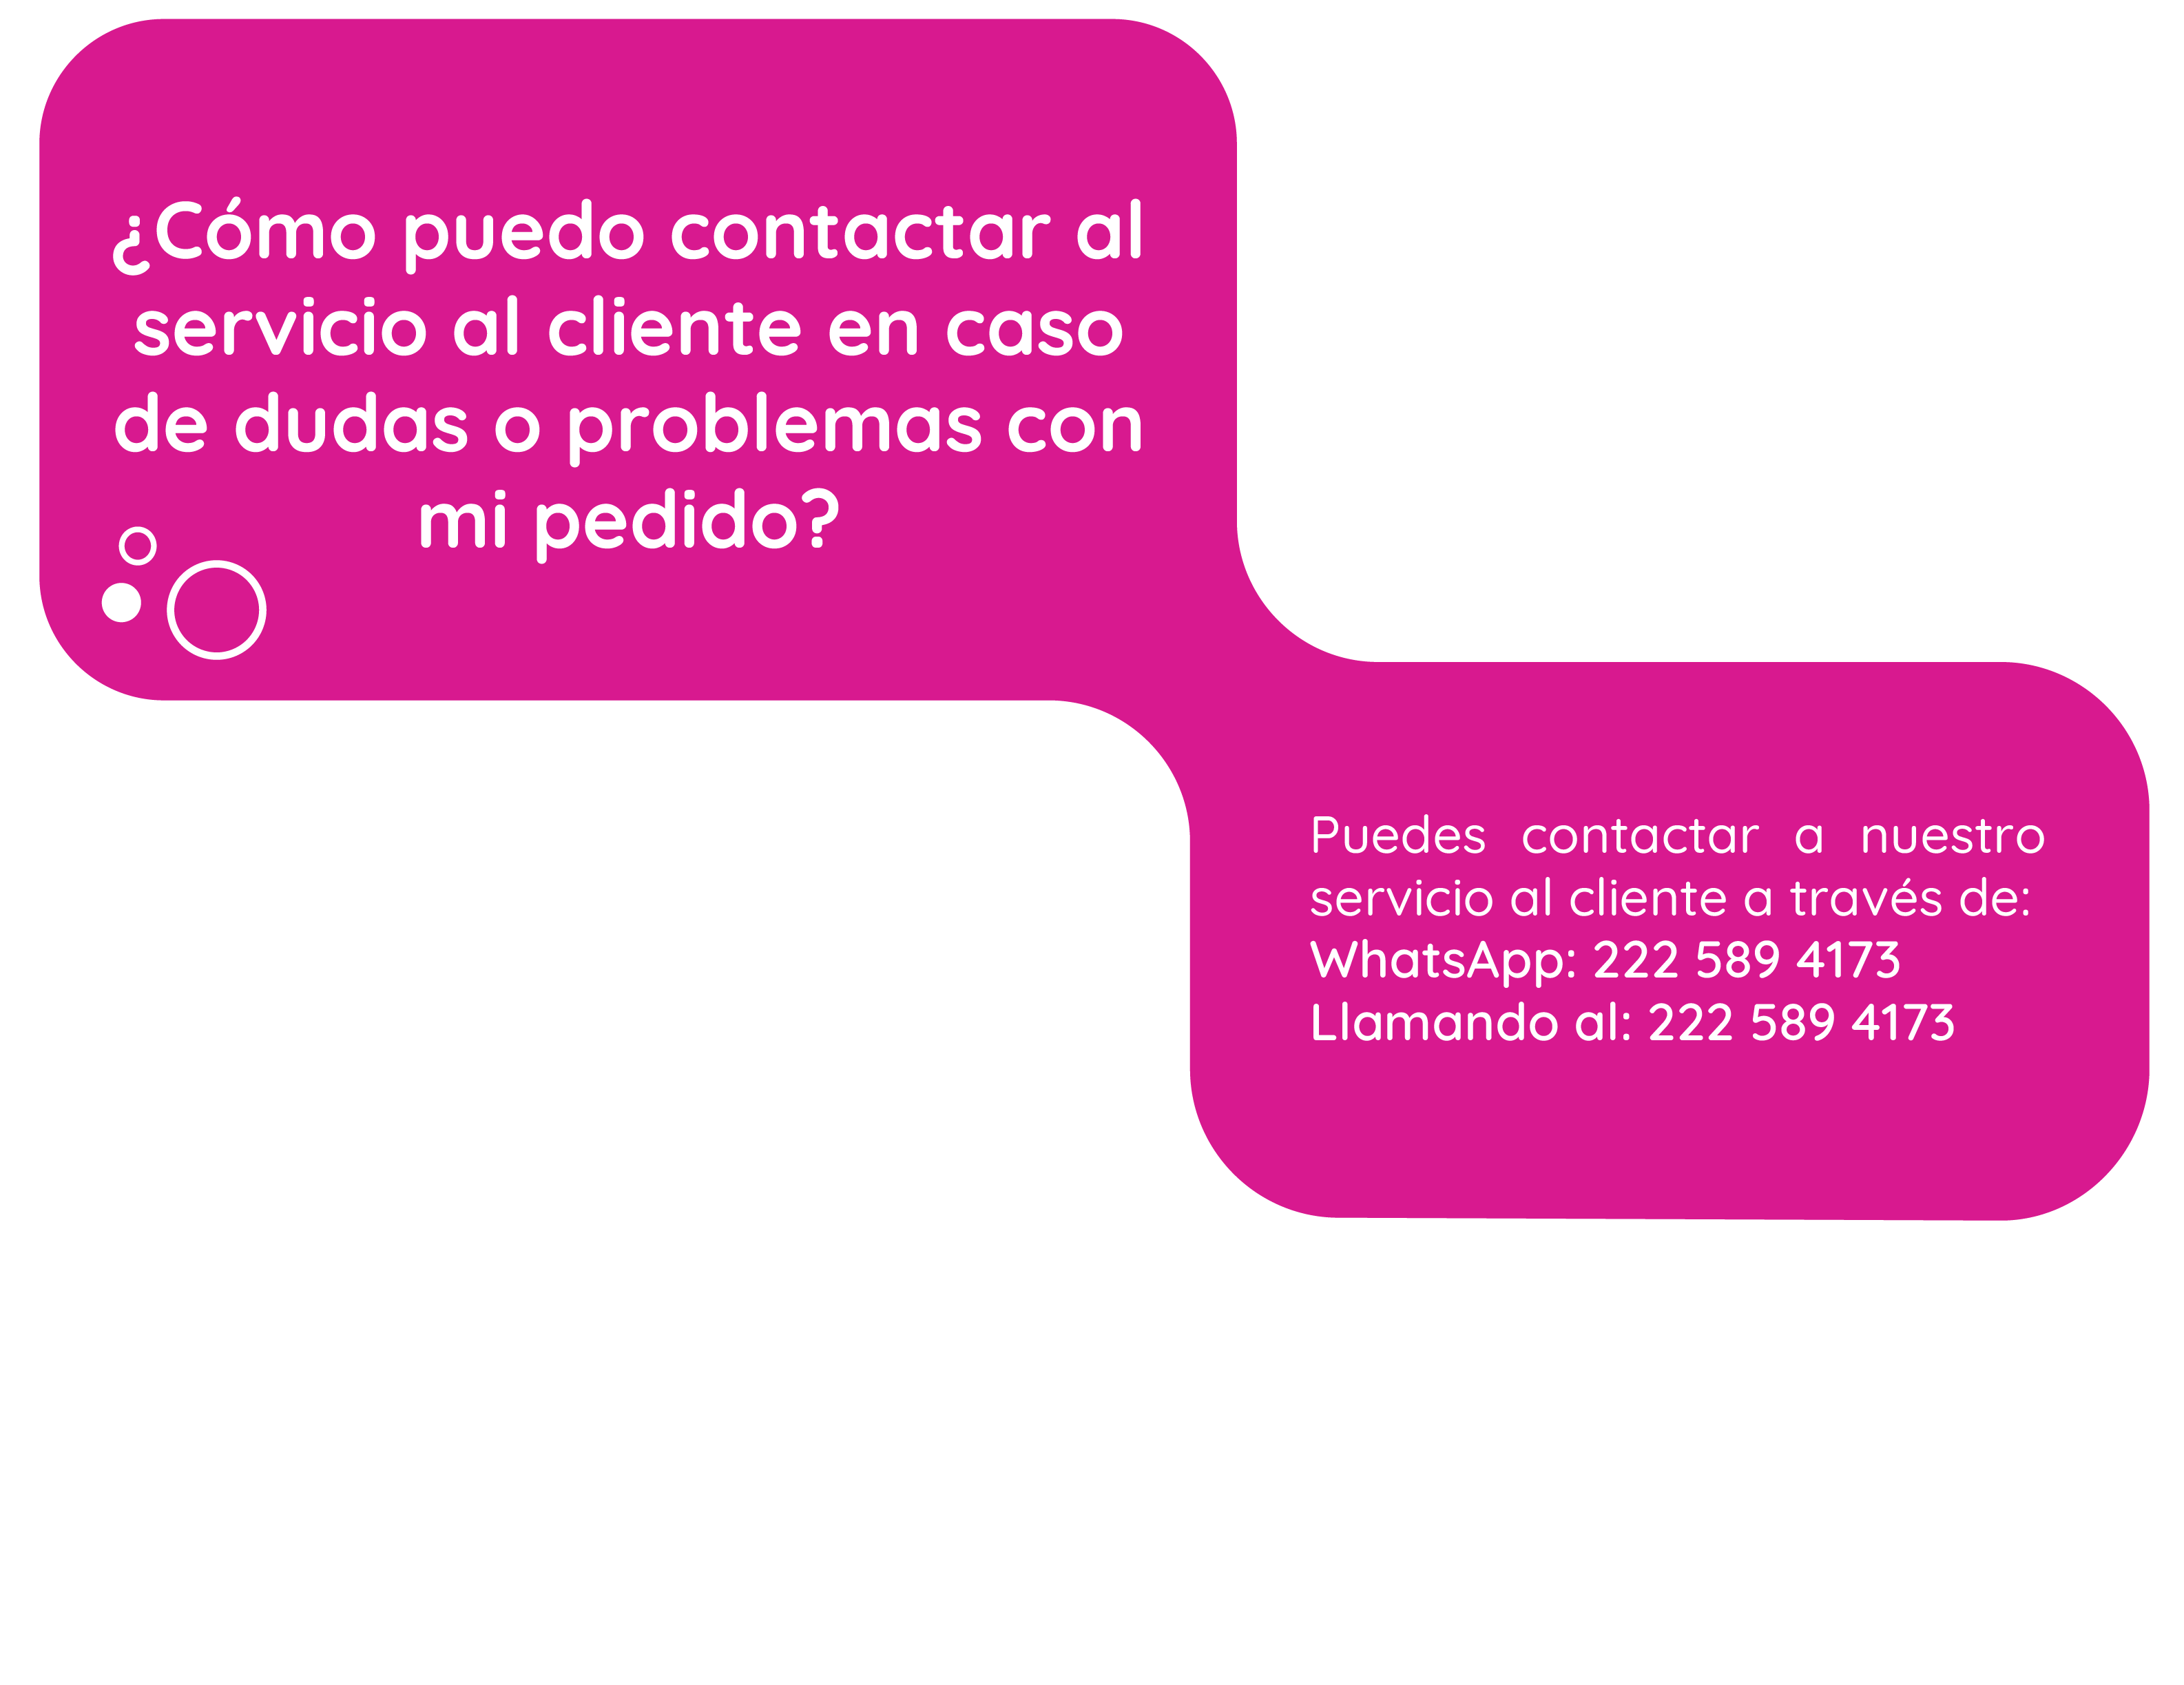 ¿Cómo puedo contactar al
servicio al cliente en caso
de dudas o problemas con
mi pedido?
Puedes contactar a nuestro
servicio al cliente a través de:
WhatsApp: 222 589 4173
Llamando al: 222 589 4173